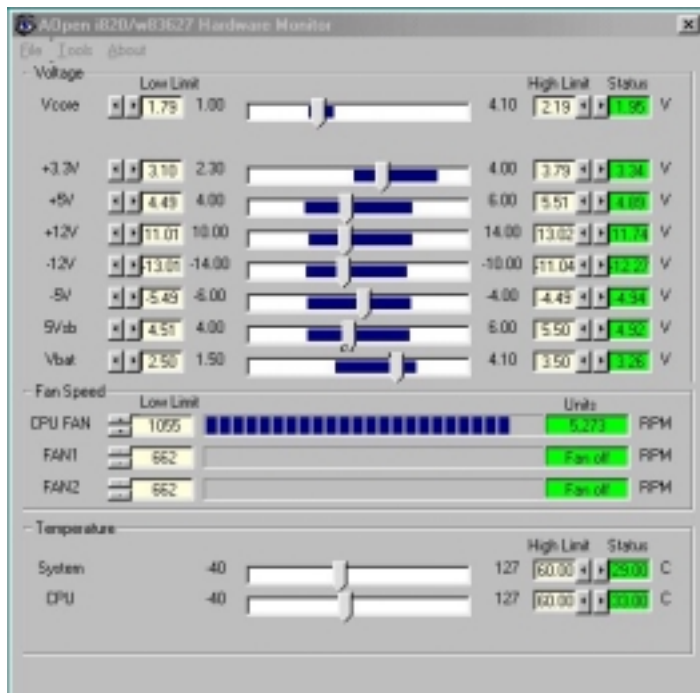 AOpen i820/w83627 Hardware Monitor
File Tools About
Voltage
Low Limit High Limit Status
Vcore 1.79 1.00 4.10 2.19 1.95 V
+3.3V 3.10 2.30 4.00 3.79 3.34 V
+5V 4.49 4.00 6.00 5.51 4.89 V
+12V 11.01 10.00 14.00 13.02 11.74 V
-12V -13.01 -14.00 -10.00 -11.04 -12.27 V
-5V -5.49 -6.00 -4.00 -4.49 -4.94 V
5Vsb 4.51 4.00 6.00 5.50 4.92 V
Vbat 2.50 1.50 4.10 3.50 3.26 V
Fan Speed
Low Limit Units
CPU FAN 1055 5,273 RPM
FAN1 662 Fan off RPM
FAN2 662 Fan off RPM
Temperature
High Limit Status
System -40 127 60.00 29.00 C
CPU -40 127 60.00 33.00 C